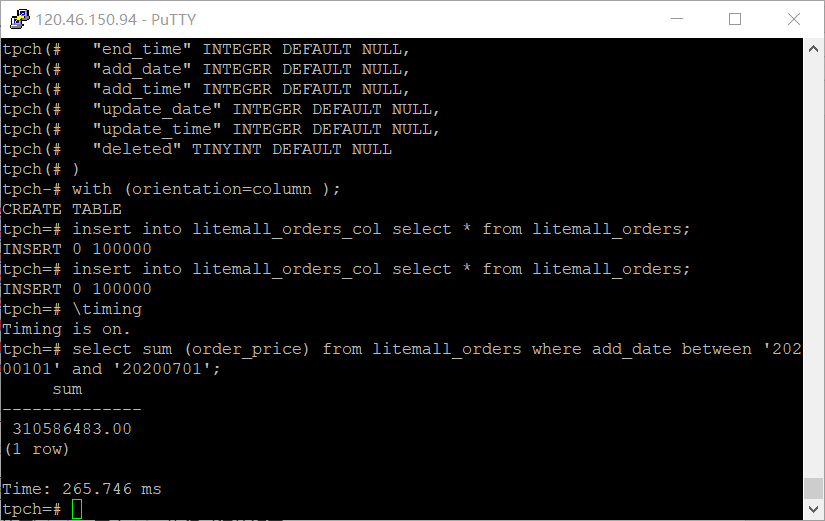 120.46.150.94 - PuTTY
tpch(#   "end_time" INTEGER DEFAULT NULL,
tpch(#   "add_date" INTEGER DEFAULT NULL,
tpch(#   "add_time" INTEGER DEFAULT NULL,
tpch(#   "update_date" INTEGER DEFAULT NULL,
tpch(#   "update_time" INTEGER DEFAULT NULL,
tpch(#   "deleted" TINYINT DEFAULT NULL
tpch(# )
tpch-# with (orientation=column );
CREATE TABLE
tpch=# insert into litemall_orders_col select * from litemall_orders;
INSERT 0 100000
tpch=# insert into litemall_orders_col select * from litemall_orders;
INSERT 0 100000
tpch=# \timing
Timing is on.
tpch=# select sum (order_price) from litemall_orders where add_date between '202
00101' and '20200701';
     sum
--------------
 310586483.00
(1 row)

Time: 265.746 ms
tpch=#